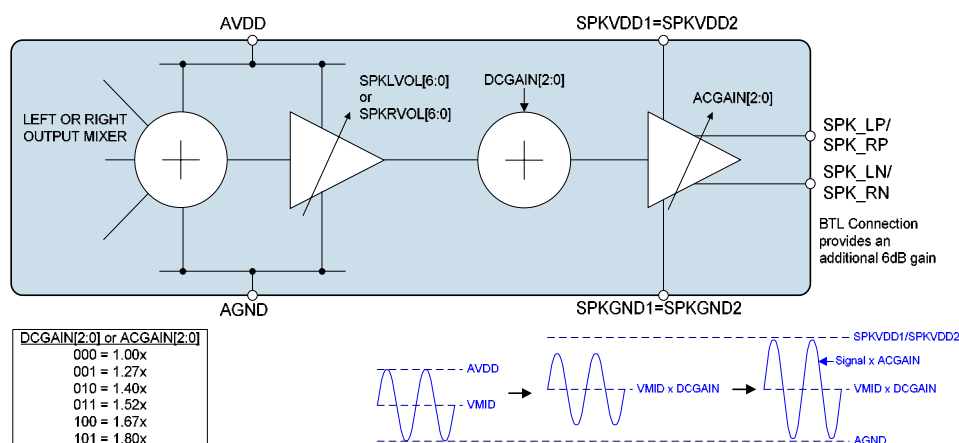 AVDD
SPKVDD1=SPKVDD2
SPKLVOL[6:0]
or
SPKRVOL[6:0]
DCGAIN[2:0]
ACGAIN[2:0]
LEFT OR RIGHT
OUTPUT MIXER
SPK_LP/
SPK_RP
SPK_LN/
SPK_RN
BTL Connection
provides an
additional 6dB gain
AGND
SPKGND1=SPKGND2
DCGAIN[2:0] or ACGAIN[2:0]
000 = 1.00x
001 = 1.27x
010 = 1.40x
011 = 1.52x
100 = 1.67x
101 = 1.80x
AVDD
VMID
VMID x DCGAIN
SPKVDD1/SPKVDD2
Signal x ACGAIN
VMID x DCGAIN
AGND